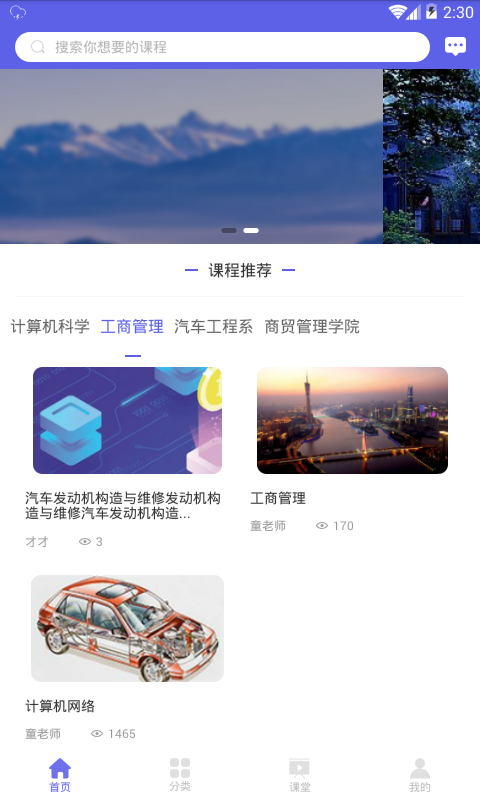 2:30
搜索你想要的课程
课程推荐
计算机科学 工商管理 汽车工程系 商贸管理学院
汽车发动机构造与维修发动机构
造与维修汽车发动机构造...
才才 3
工商管理
童老师 170
计算机网络
童老师 1465
首页 分类 课堂 我的